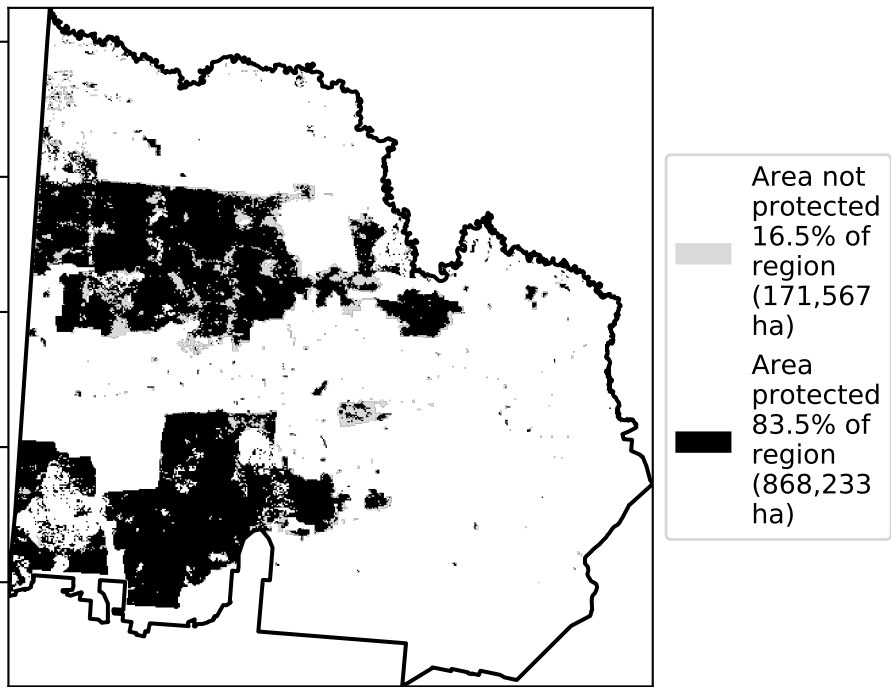 Area not
protected
16.5% of
region
(171,567
ha)
Area
protected
83.5% of
region
(868,233
ha)